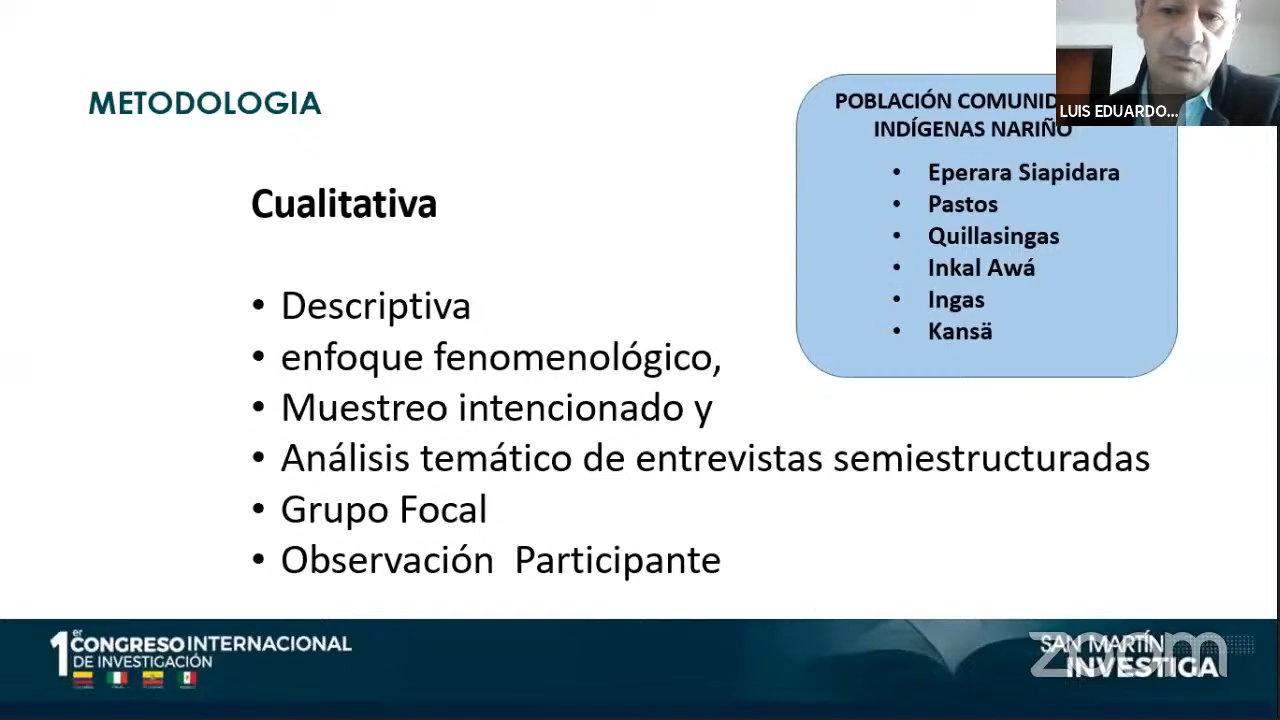 METODOLOGIA
Cualitativa
• Descriptiva
• enfoque fenomenológico,
• Muestreo intencionado y
• Análisis temático de entrevistas semiestructuradas
• Grupo Focal
• Observación Participante
POBLACIÓN COMUNID
INDÍGENAS NARIÑO
• Eperara Siapidara
• Pastos
• Quillasingas
• Inkal Awá
• Ingas
• Kansä
LUIS EDUARDO...
1er CONGRESO INTERNACIONAL
DE INVESTIGACIÓN
SAN MARTÍN
INVESTIGA
zoom